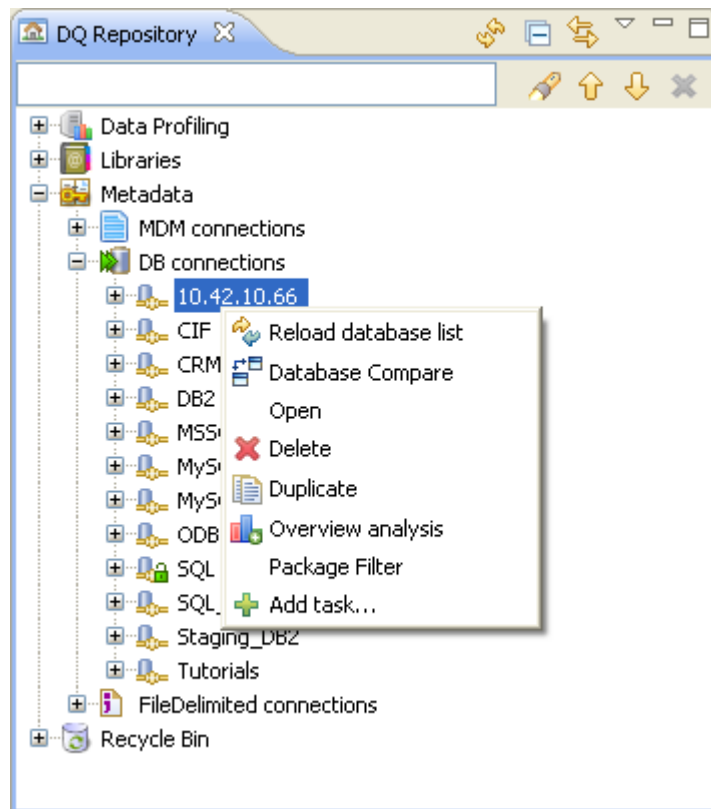 DQ Repository
Data Profiling
Libraries
Metadata
MDM connections
DB connections
10.42.10.66
CIF
CRM
DB2
SQL
Staging_DB2
Tutorials
FileDelimited connections
Recycle Bin
Reload database list
Database Compare
Open
Delete
Duplicate
Overview analysis
Package Filter
Add task...